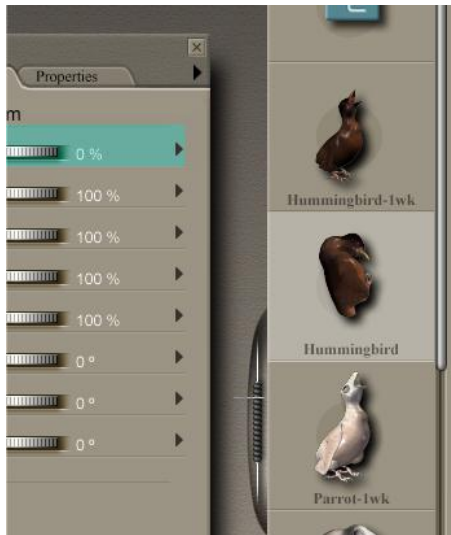 Properties
m
0 %
100 %
100 %
100 %
100 %
0 °
0 °
0 °
Hummingbird-1wk
Hummingbird
Parrot-1wk